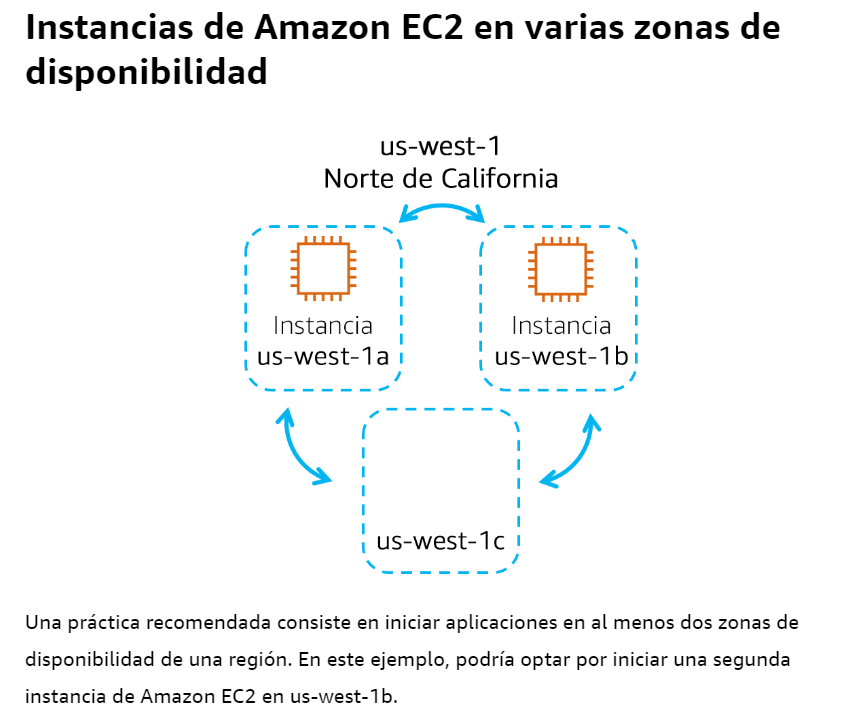 Instancias de Amazon EC2 en varias zonas de
disponibilidad
us-west-1
Norte de California
Instancia
us-west-1a
Instancia
us-west-1b
us-west-1c
Una práctica recomendada consiste en iniciar aplicaciones en al menos dos zonas de
disponibilidad de una región. En este ejemplo, podría optar por iniciar una segunda
instancia de Amazon EC2 en us-west-1b.